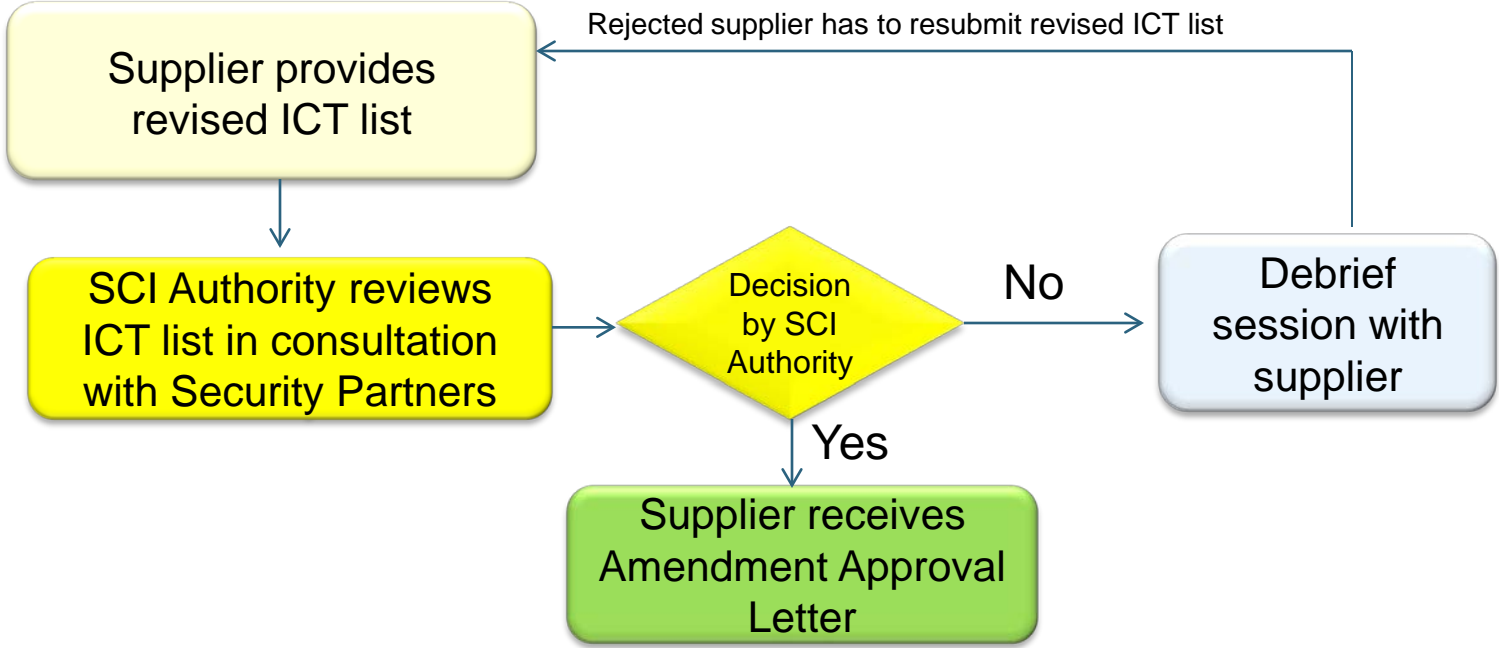 Rejected supplier has to resubmit revised ICT list
Supplier provides
revised ICT list
SCI Authority reviews
ICT list in consultation
with Security Partners
Decision
by SCI
Authority
No
Debrief
session with
supplier
Yes
Supplier receives
Amendment Approval
Letter